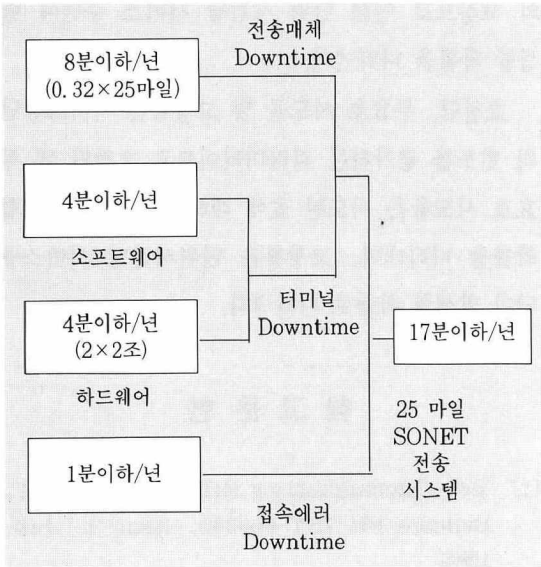 전송매체
Downtime
8분이하/년
(0.32×25마일)
4분이하/년
소프트웨어
4분이하/년
(2×2조)
하드웨어
터미널
Downtime
17분이하/년
1분이하/년
접속에러
Downtime
25 마일
SONET
전송
시스템